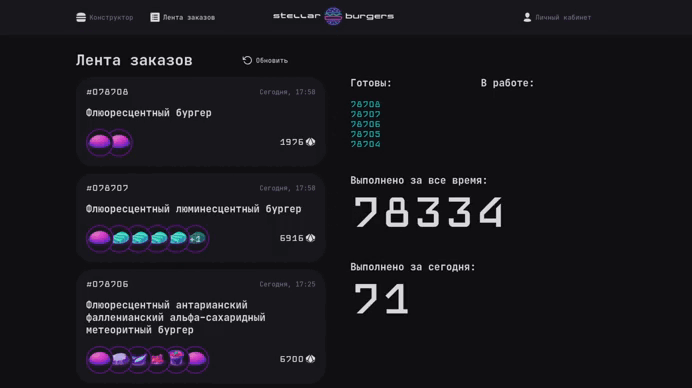 Конструктор
Лента заказов
stellar burgers
Личный кабинет
Лента заказов
Обновить
#078708
Сегодня, 17:58
Флюоресцентный бургер
1976
#078707
Сегодня, 17:58
Флюоресцентный люминесцентный бургер
+1
6916
#078706
Сегодня, 17:25
Флюоресцентный антарианский
фалленианский альфа-сахаридный
метеоритный бургер
6700
Готовы:
78708
78707
78706
78705
78704
В работе:
Выполнено за все время:
78334
Выполнено за сегодня:
71